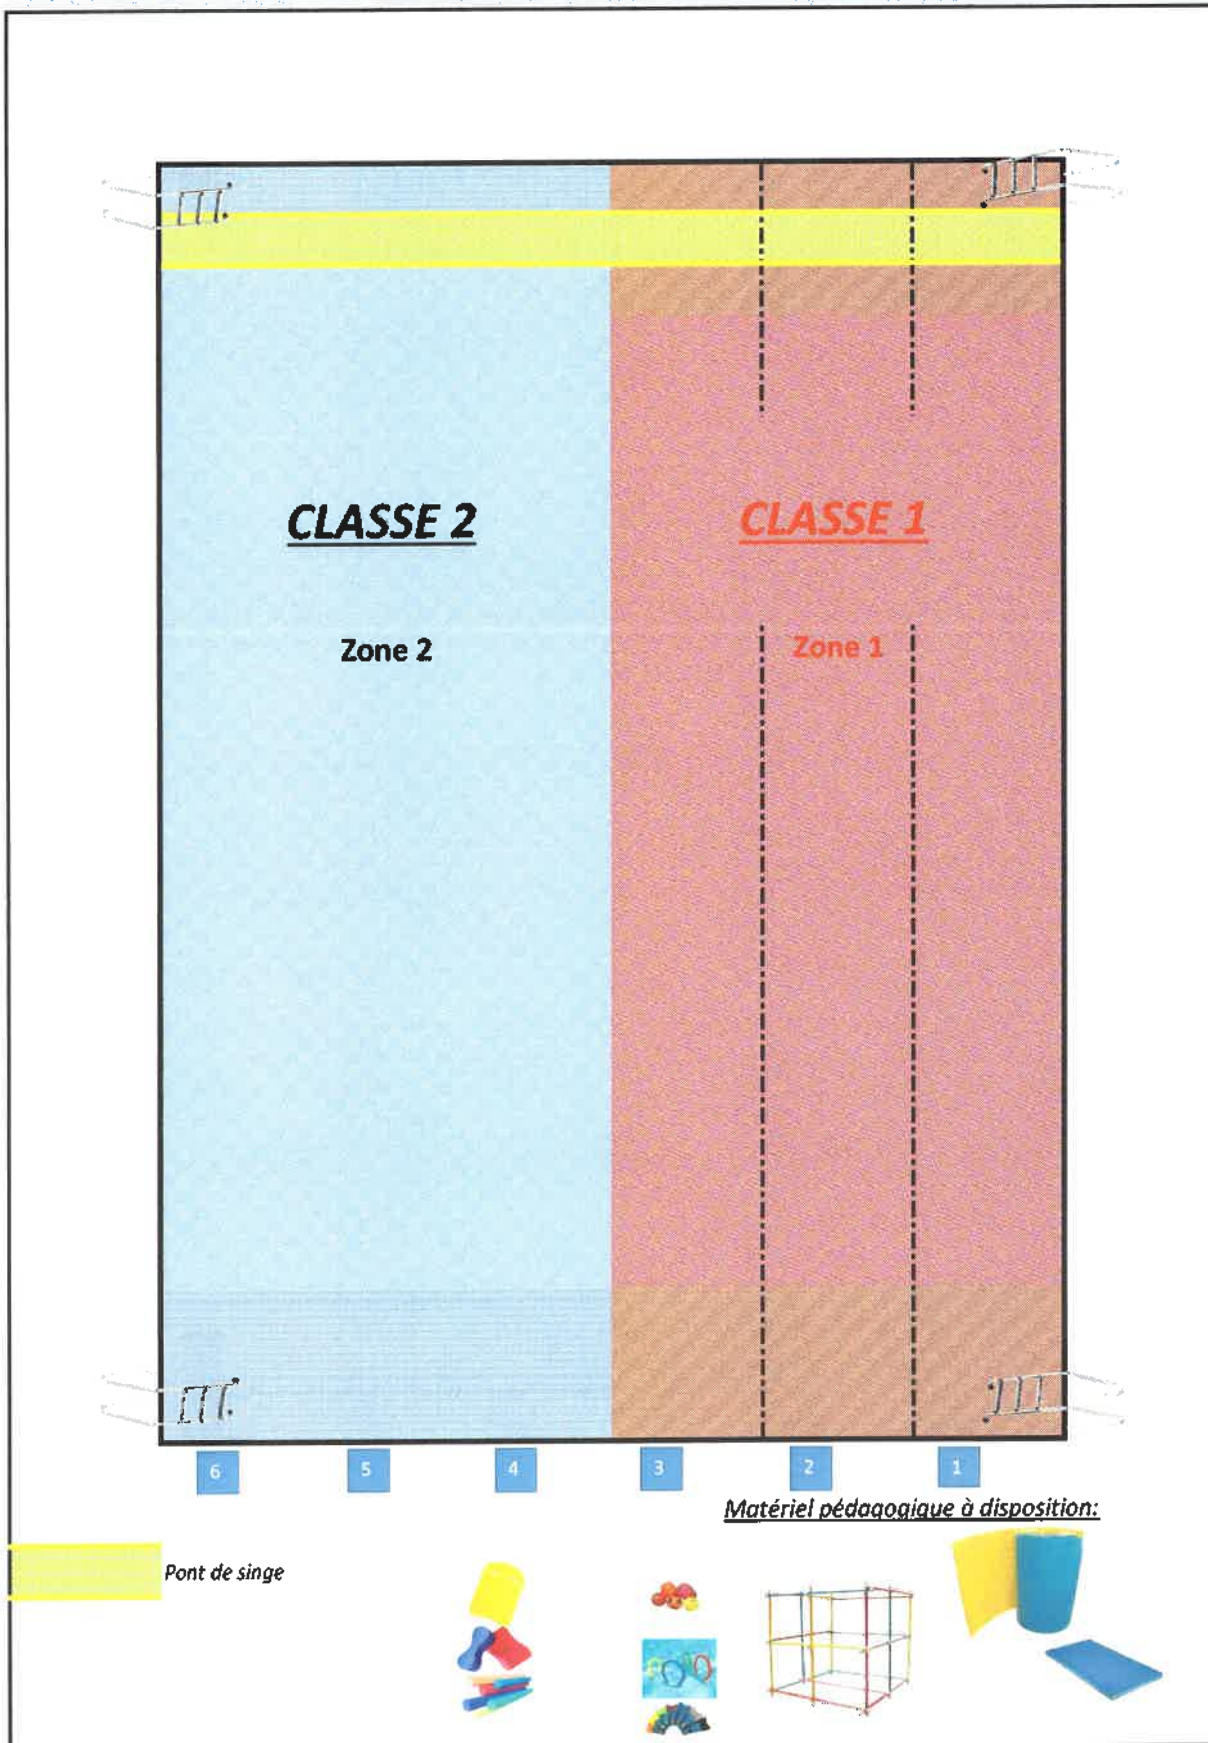 CLASSE 2
CLASSE 1
Zone 2
Zone 1
6
5
4
3
2
1
Matériel pédagogique à disposition:
Pont de singe